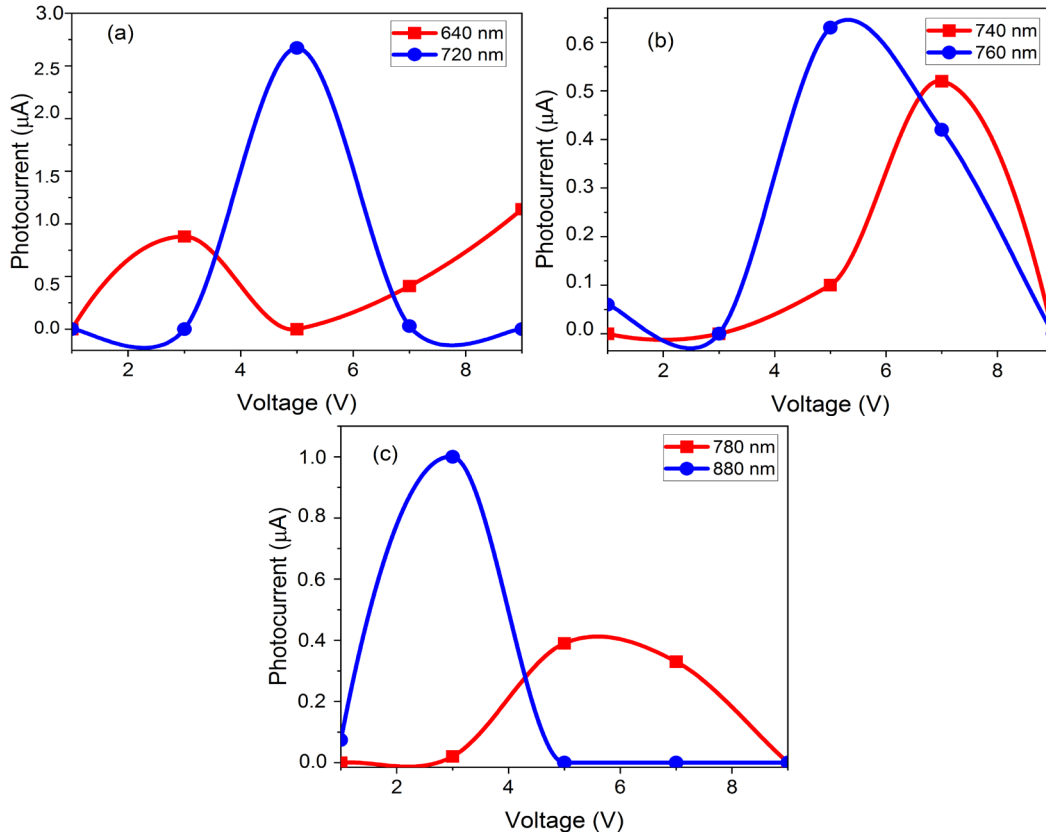 (a)
640 nm
720 nm
3.0
2.5
2.0
1.5
1.0
0.5
0.0
Photocurrent (µA)
2 4 6 8
Voltage (V)
(b)
740 nm
760 nm
0.6
0.5
0.4
0.3
0.2
0.1
0.0
Photocurrent (µA)
2 4 6 8
Voltage (V)
(c)
780 nm
880 nm
1.0
0.8
0.6
0.4
0.2
0.0
Photocurrent (µA)
2 4 6 8
Voltage (V)